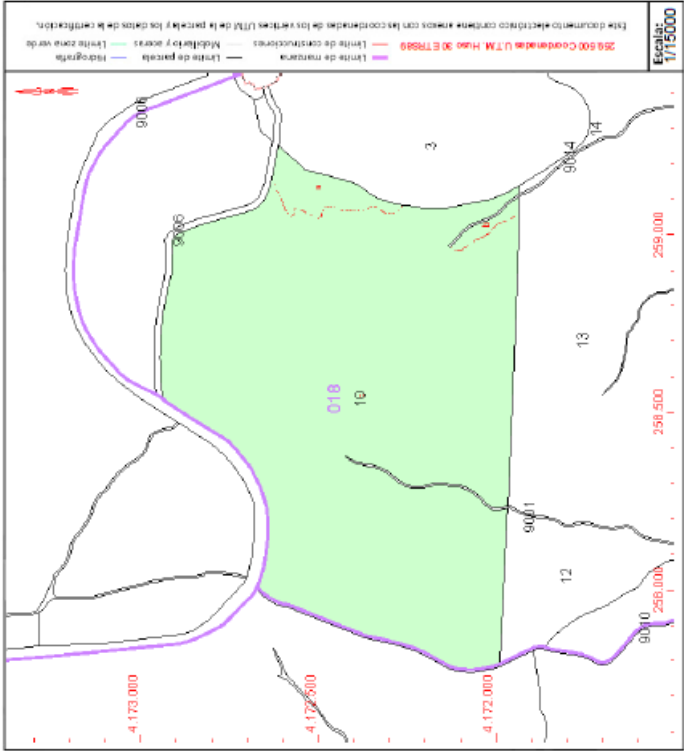 Este documento electrónico contiene anexos con las coordenadas de los vértices UTM de la parcela y los datos de la certificación.
259.500 Coordenadas U.T.M. Huso 30 ETRS89
Límite de construcciones
Mobiliario y aceras
Límite zona verde
Límite de manzana
Límite de parcela
Hidrografía
Escala:
1/15000
9006
3
14
9014
9006
259.000
13
018
10
258.500
9001
12
258.000
9010
4.173.000
4.172.500
4.172.000